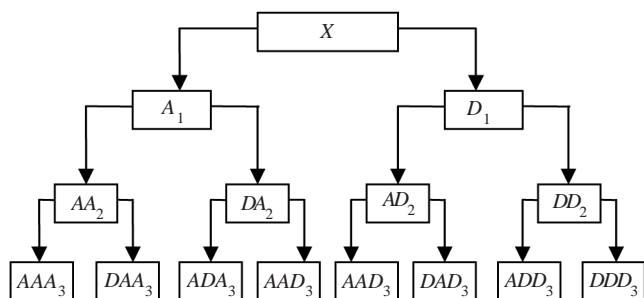 X
A₁ D₁
AA₂ DA₂ AD₂ DD₂
AAA₃ DAA₃ ADA₃ AAD₃ AAD₃ DAD₃ ADD₃ DDD₃